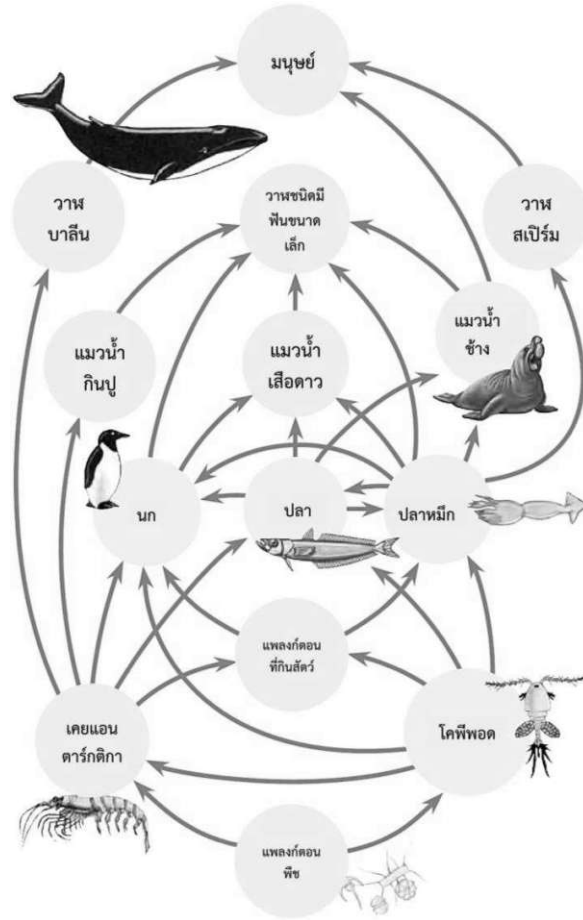 มนุษย์
วาฬ
บาลีน
วาฬชนิดมี
ฟันขนาด
เล็ก
วาฬ
สเปิร์ม
แมวน้ำ
กินปู
แมวน้ำ
เสือดาว
แมวน้ำ
ช้าง
นก
ปลา
ปลาหมึก
แพลงก์ตอน
ที่กินสัตว์
เคยแอน
ตาร์กติกา
โคพีพอด
แพลงก์ตอน
พืช